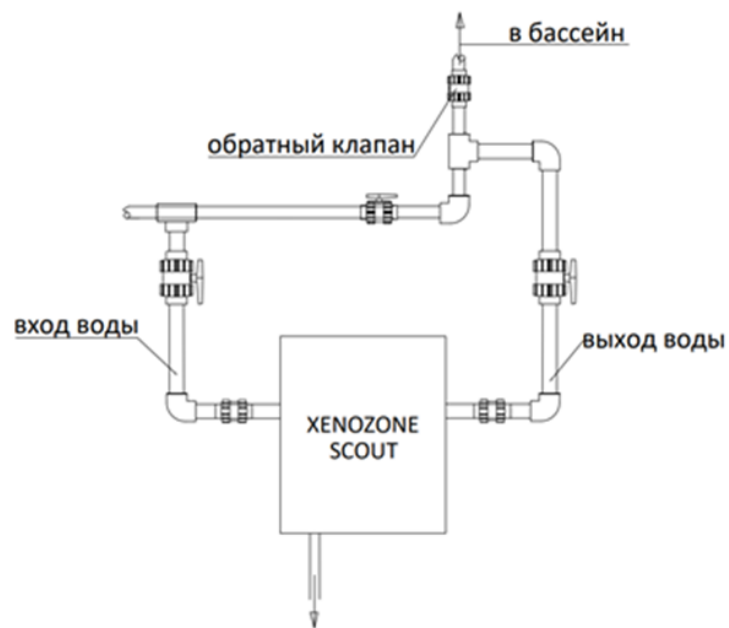 в бассейн
обратный клапан
вход воды
выход воды
XENOZONE
SCOUT